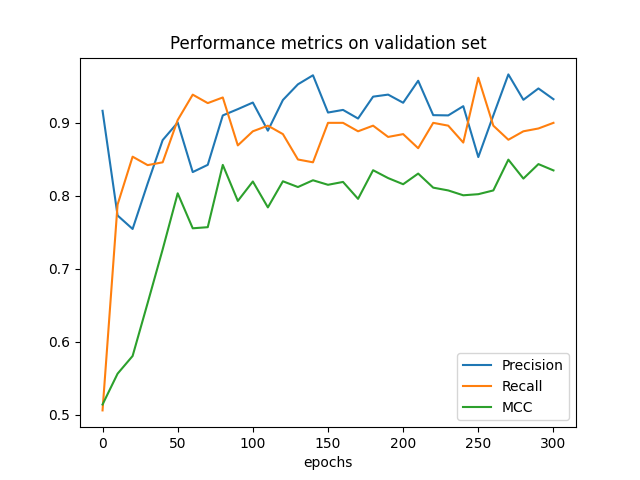 Performance metrics on validation set
0.9
0.8
0.7
0.6
0.5
0 50 100 150 200 250 300
epochs
Precision
Recall
MCC